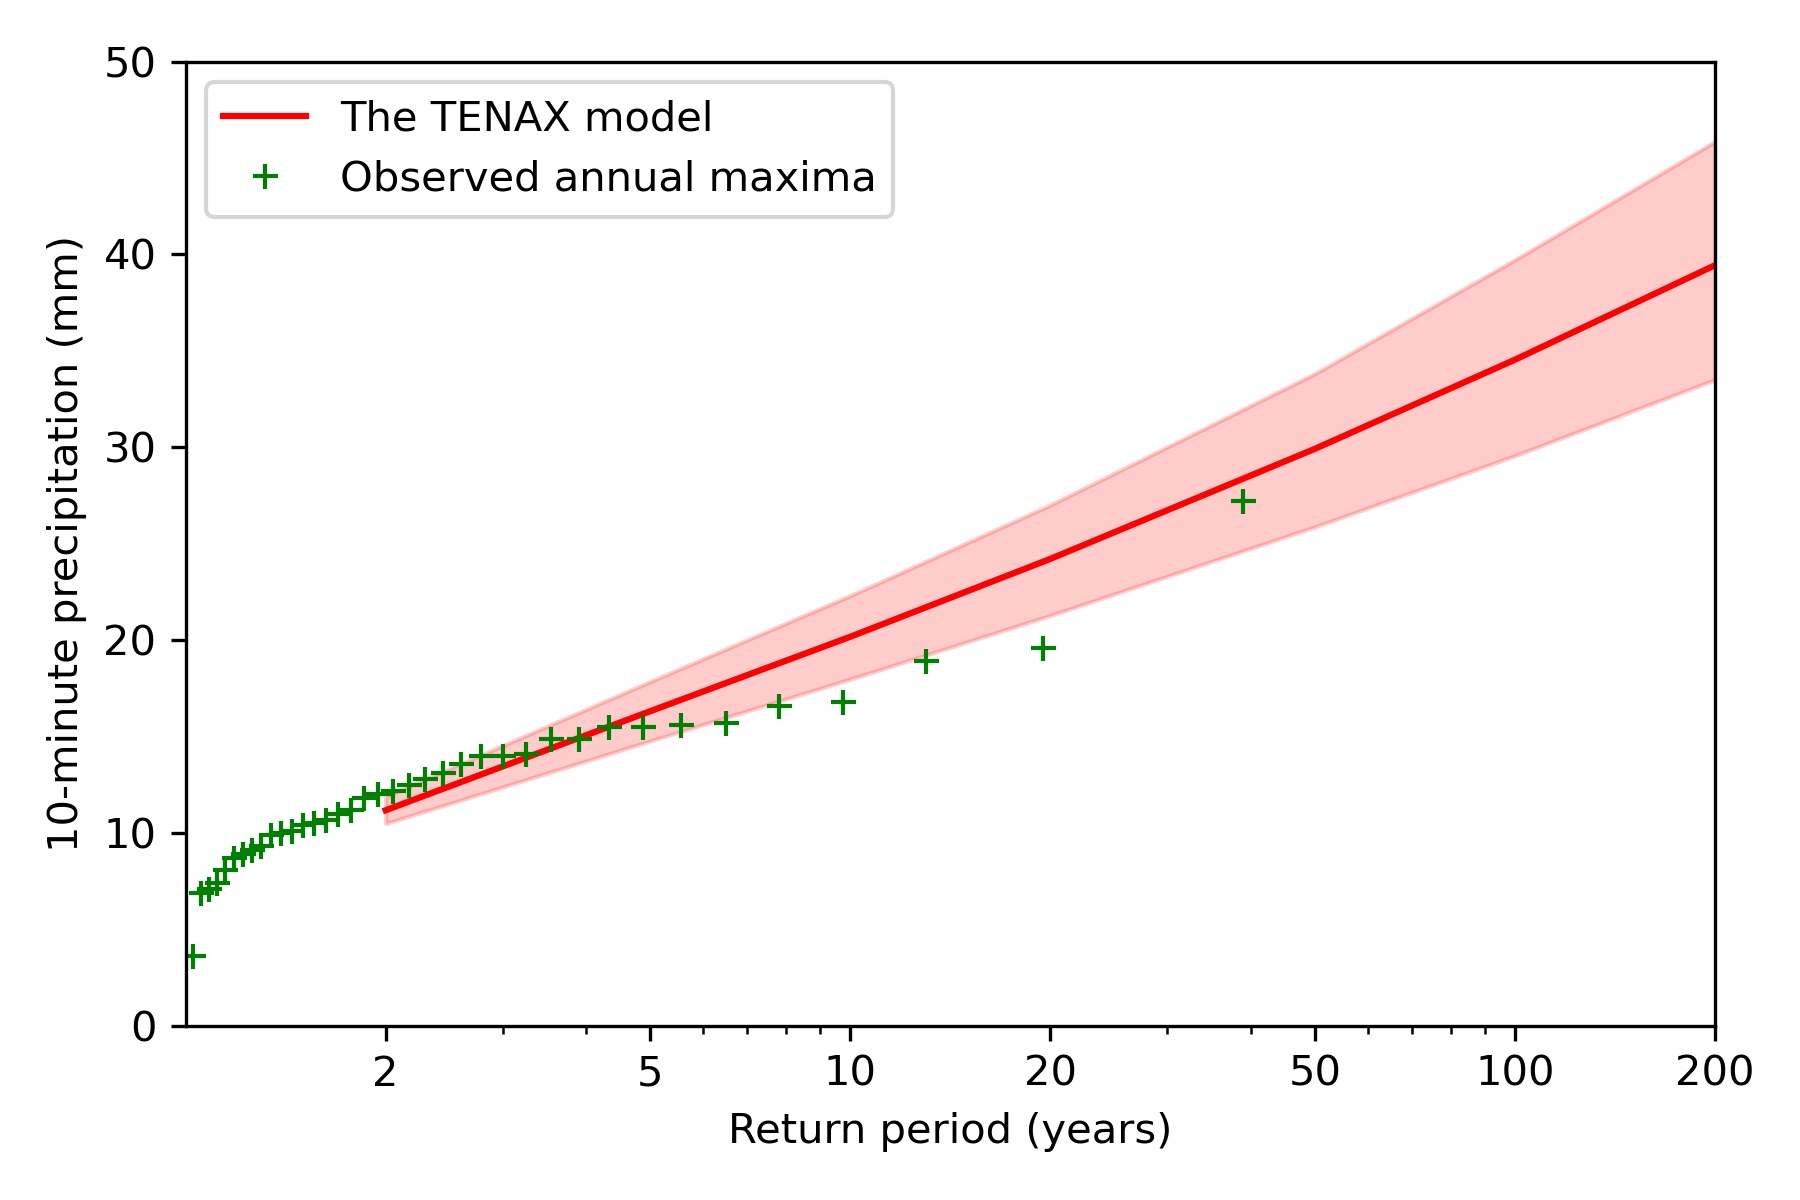 The TENAX model
Observed annual maxima
50
40
30
20
10
0
10-minute precipitation (mm)
2 5 10 20 50 100 200
Return period (years)